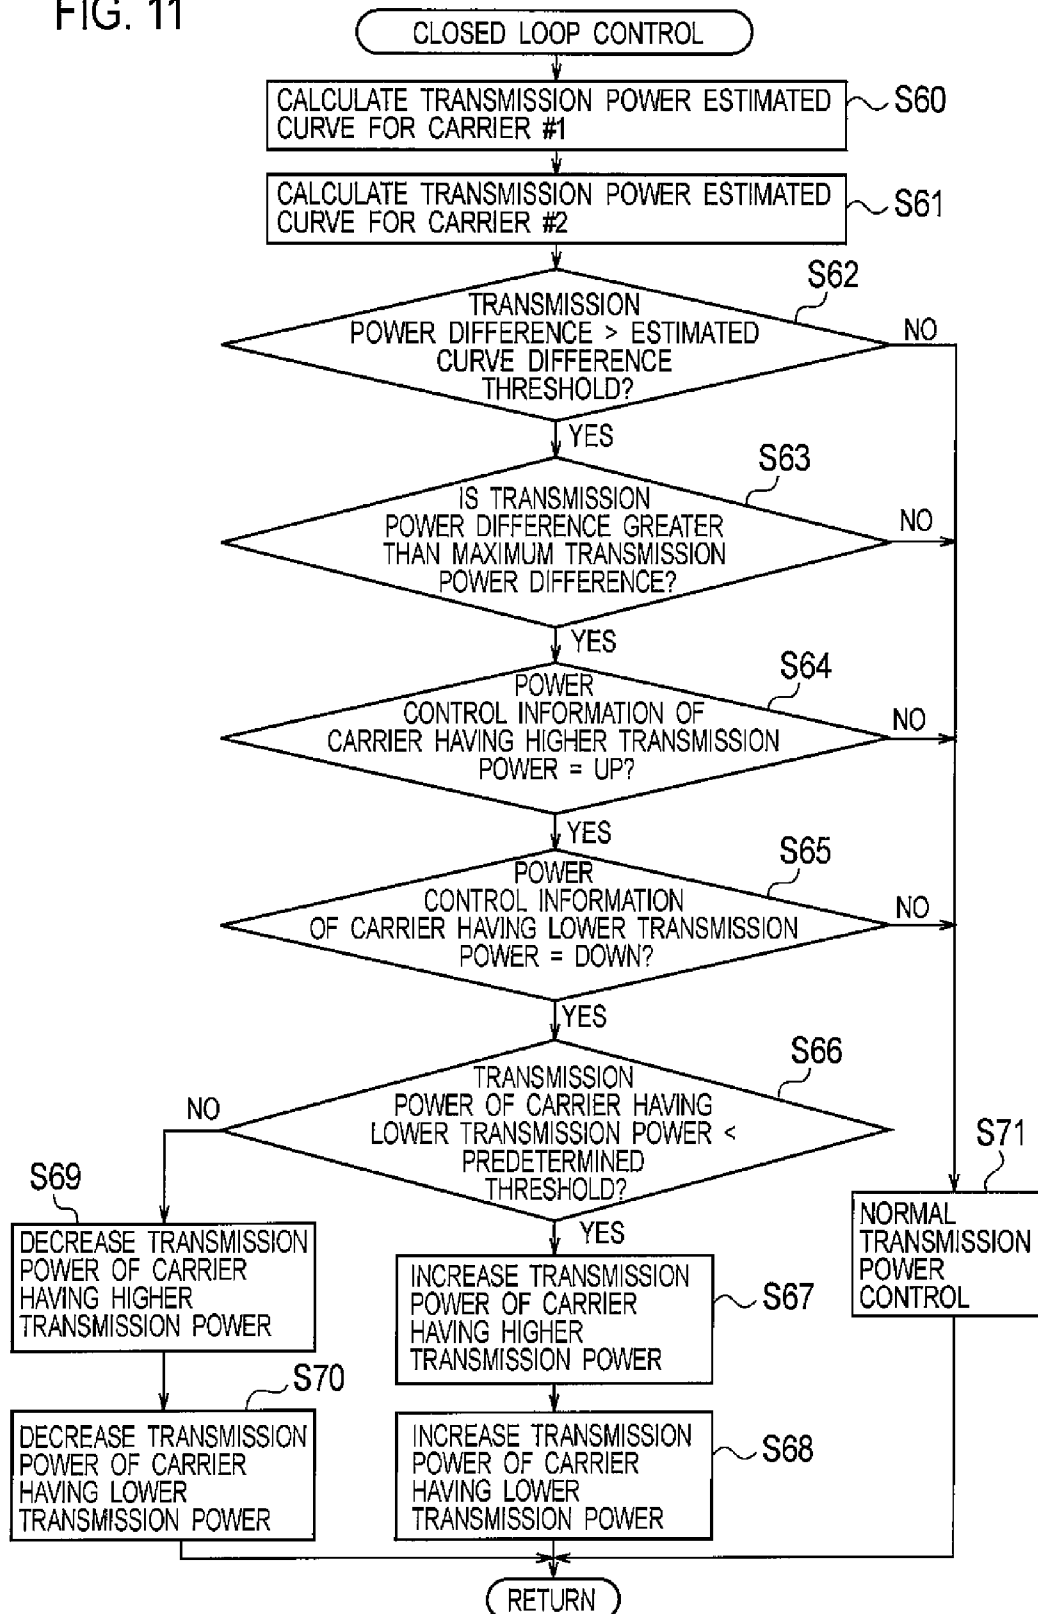 FIG. 11
CLOSED LOOP CONTROL
CALCULATE TRANSMISSION POWER ESTIMATED
CURVE FOR CARRIER #1
S60
CALCULATE TRANSMISSION POWER ESTIMATED
CURVE FOR CARRIER #2
S61
S62
TRANSMISSION
POWER DIFFERENCE > ESTIMATED
CURVE DIFFERENCE
THRESHOLD?
NO
YES
S63
IS TRANSMISSION
POWER DIFFERENCE GREATER
THAN MAXIMUM TRANSMISSION
POWER DIFFERENCE?
NO
YES
S64
POWER
CONTROL INFORMATION OF
CARRIER HAVING HIGHER TRANSMISSION
POWER = UP?
NO
YES
S65
POWER
CONTROL INFORMATION
OF CARRIER HAVING LOWER TRANSMISSION
POWER = DOWN?
NO
YES
S66
TRANSMISSION
POWER OF CARRIER HAVING
LOWER TRANSMISSION POWER <
PREDETERMINED
THRESHOLD?
NO
YES
S69
DECREASE TRANSMISSION
POWER OF CARRIER
HAVING HIGHER
TRANSMISSION POWER
S70
DECREASE TRANSMISSION
POWER OF CARRIER
HAVING LOWER
TRANSMISSION POWER
INCREASE TRANSMISSION
POWER OF CARRIER
HAVING HIGHER
TRANSMISSION POWER
S67
INCREASE TRANSMISSION
POWER OF CARRIER
HAVING LOWER
TRANSMISSION POWER
S68
S71
NORMAL
TRANSMISSION
POWER
CONTROL
RETURN